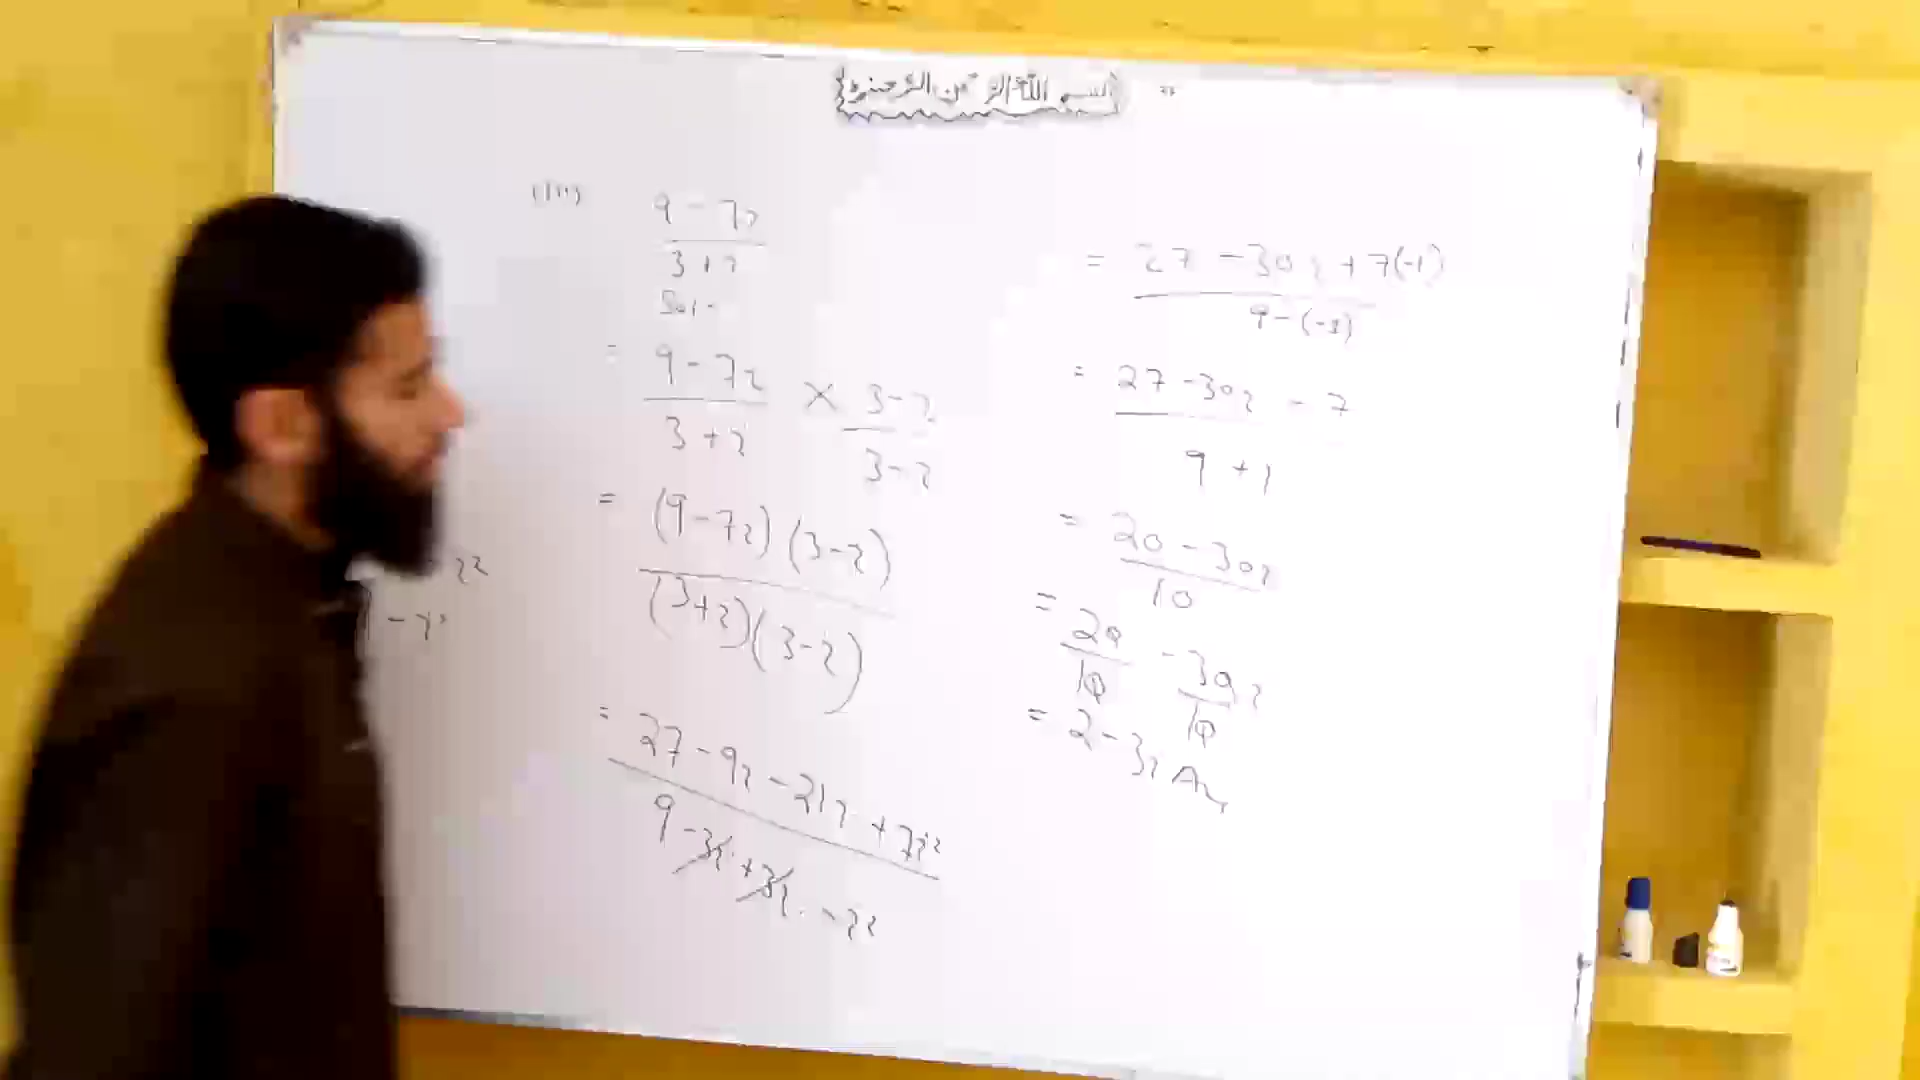 بسم اللہ الرحمن الرحیم
(iii) 9 - 7i
3 + i
Sol:-
= 9 - 7i × 3 - i
3 + i 3 - i
= (9 - 7i) (3 - i)
(3 + i) (3 - i)
= 27 - 9i - 21i + 7i²
9 - 3i + 3i - i²
= 27 - 30i + 7(-1)
9 - (-1)
= 27 - 30i - 7
9 + 1
= 20 - 30i
10
= 20 - 30 i
10 10
= 2 - 3i Ans